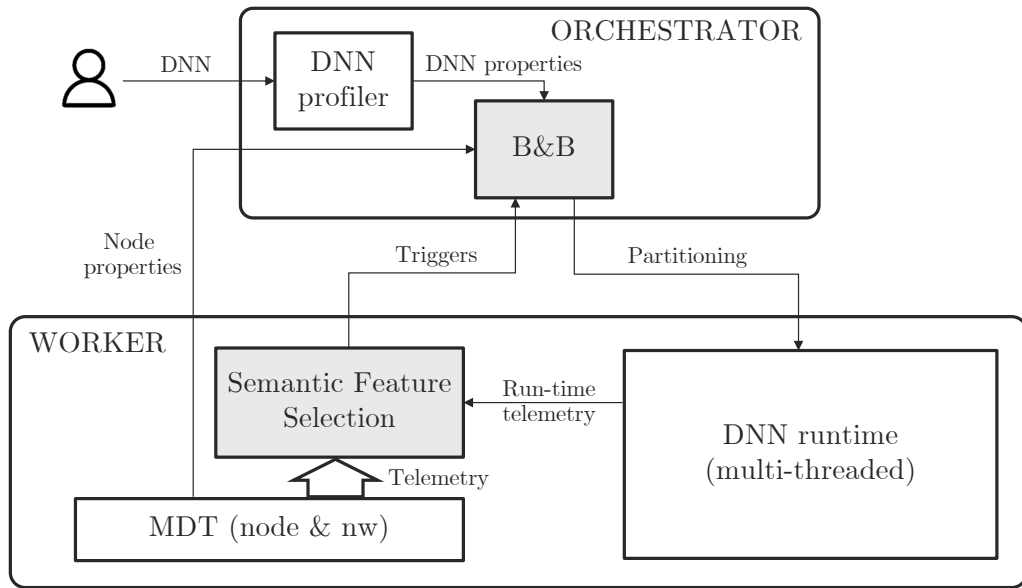 ORCHESTRATOR
DNN
DNN
profiler
DNN properties
B&B
Node
properties
Triggers
Partitioning
WORKER
Semantic Feature
Selection
Run-time
telemetry
DNN runtime
(multi-threaded)
Telemetry
MDT (node & nw)